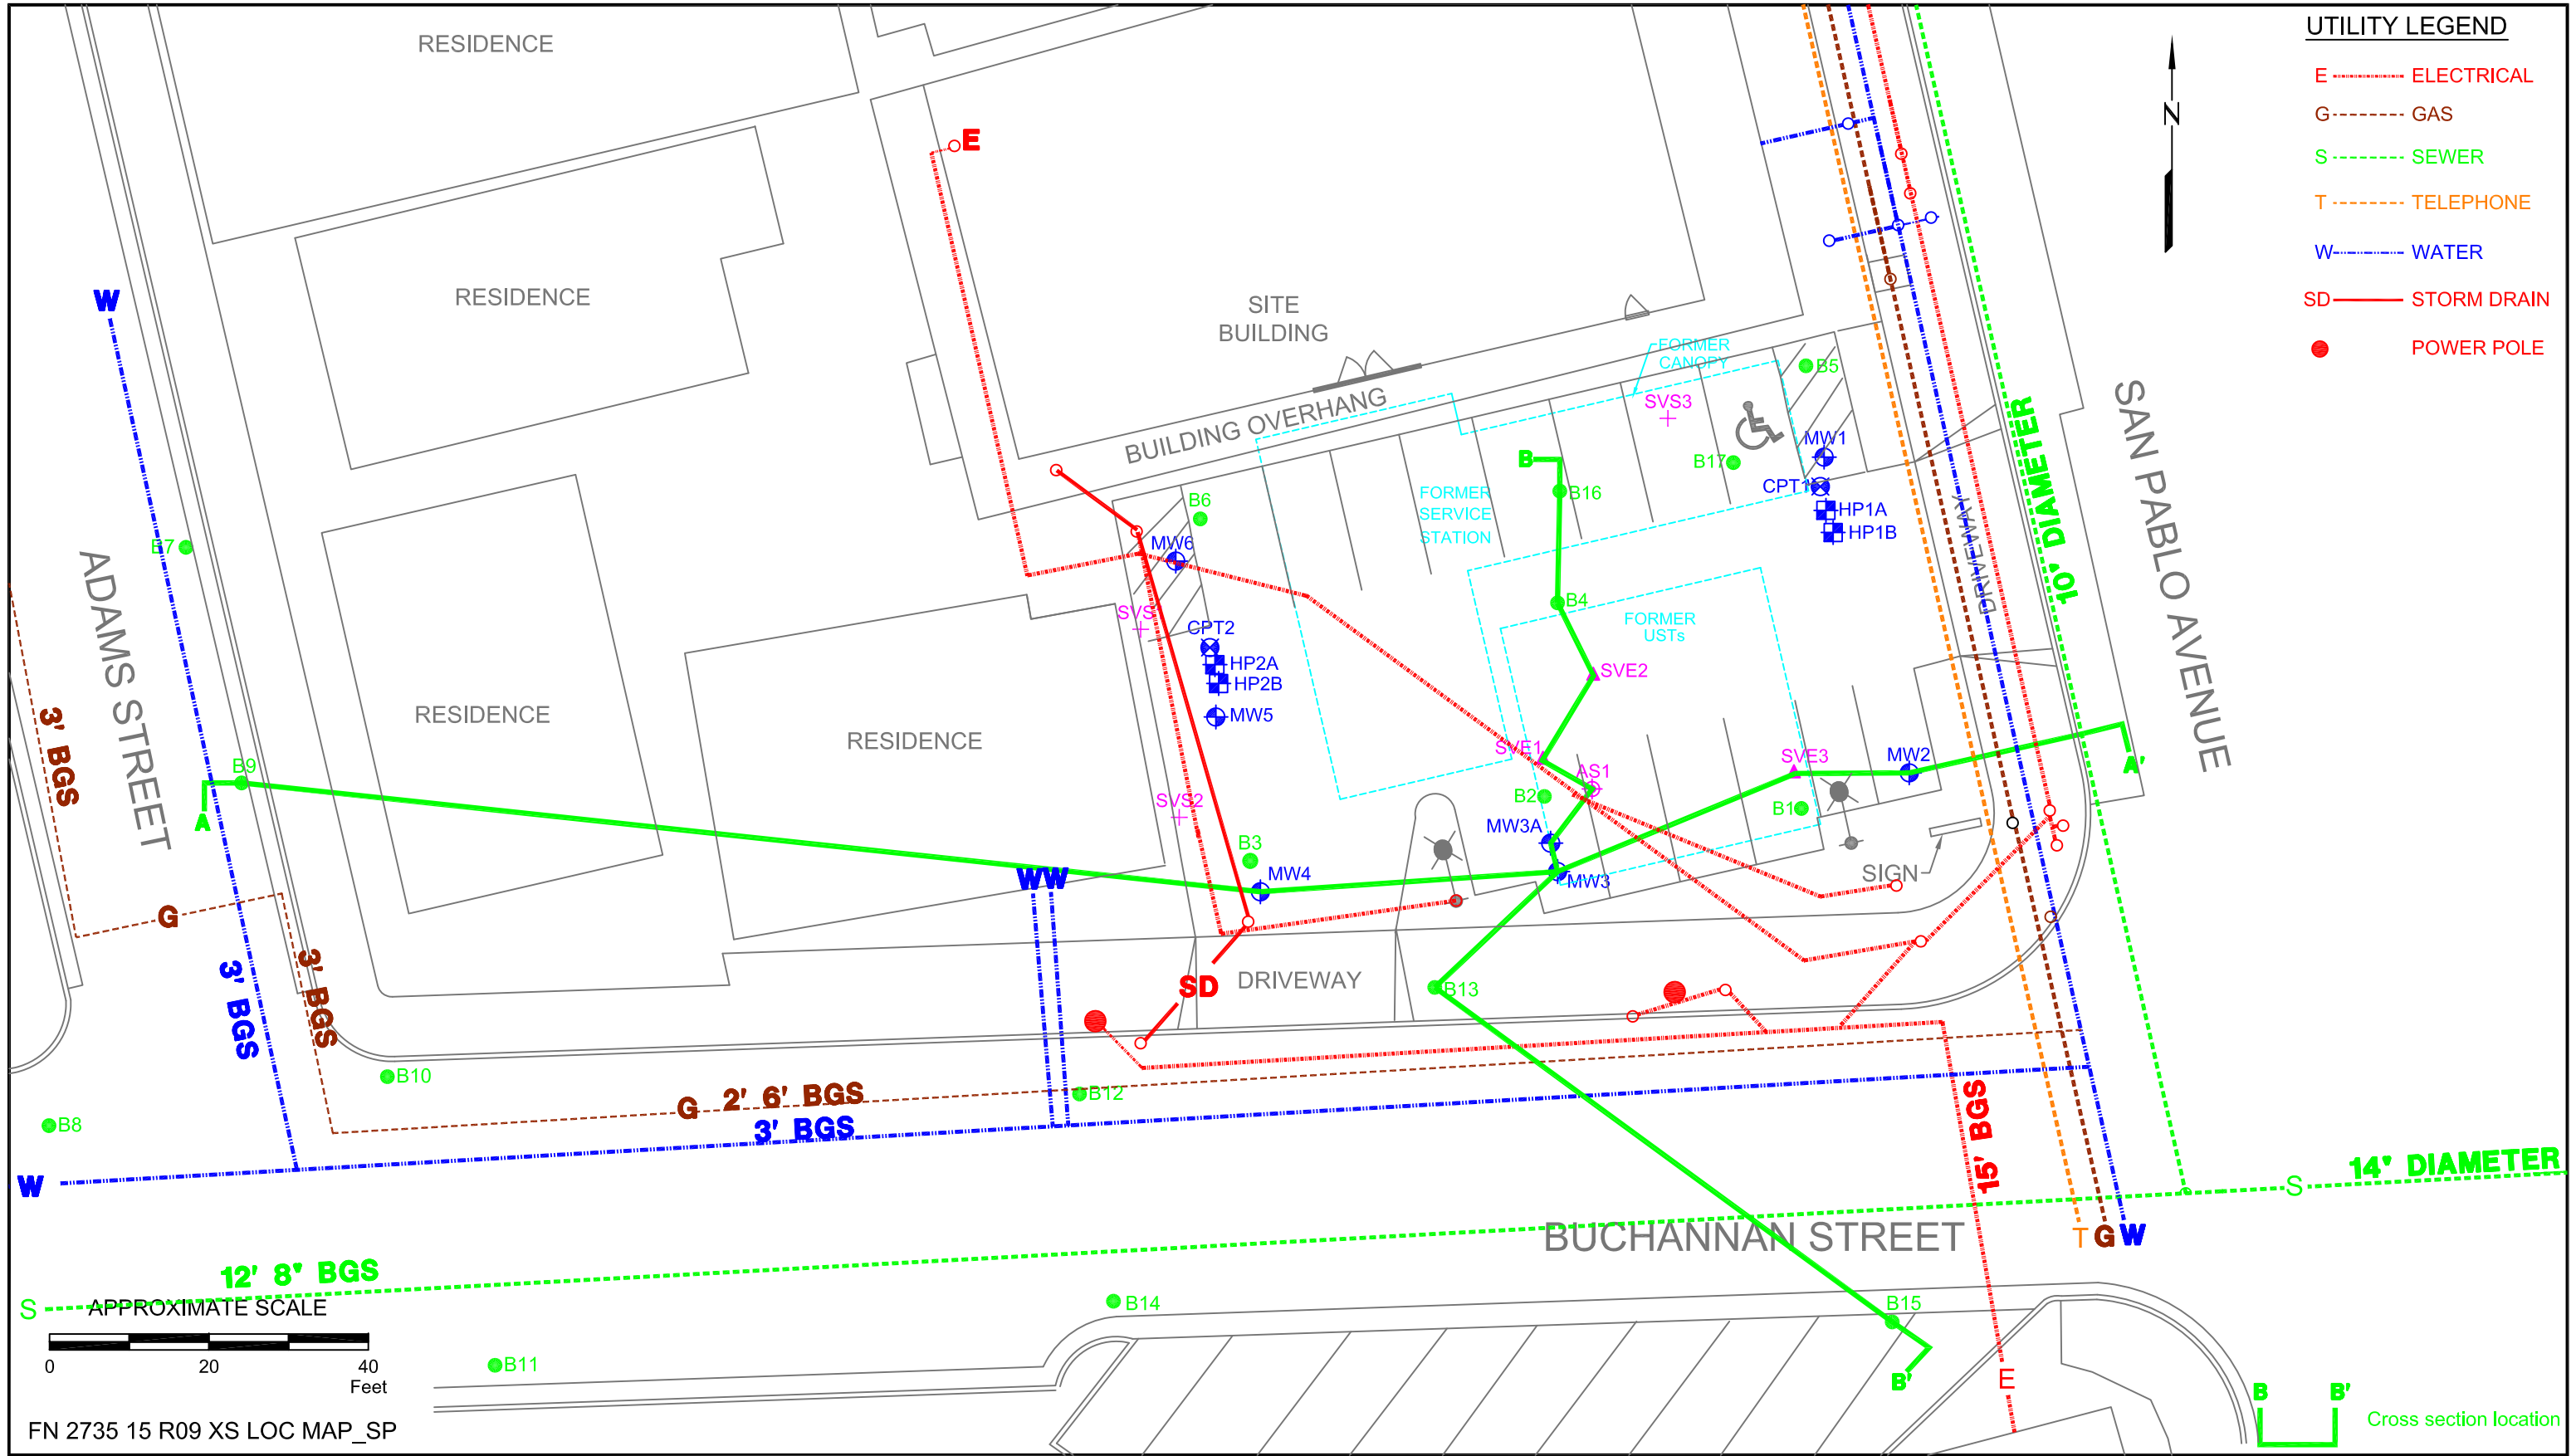 UTILITY LEGEND
E ELECTRICAL
G GAS
S SEWER
T TELEPHONE
W WATER
SD STORM DRAIN
POWER POLE
N
RESIDENCE
E
RESIDENCE
W
SITE
BUILDING
FORMER
CANOPY
B5
BUILDING OVERHANG
SVS3
SAN PABLO AVENUE
10' DIAMETER
MW1
B
B17
CPT1
B16
FORMER
SERVICE
STATION
HP1A
HP1B
DRIVEWAY
B6
MW6
B7
ADAMS STREET
B4
SVS
CPT2
FORMER
USTs
HP2A
HP2B
SVE2
MW5
RESIDENCE
RESIDENCE
3' BGS
SVE1
SVE3
MW2
A'
B9
A
AS1
SVS2
B2
B1
MW3A
B3
MW4
MW3
SIGN
W W
G
3' BGS
3' BGS
SD
DRIVEWAY
B13
B10
B12
G 2' 6' BGS
3' BGS
B8
W
15' BGS
14' DIAMETER
S
BUCHANNAN STREET
T G W
12' 8' BGS
S
APPROXIMATE SCALE
0 20 40
Feet
B14
B15
B11
B'
E
B B'
Cross section location
FN 2735 15 R09 XS LOC MAP_SP